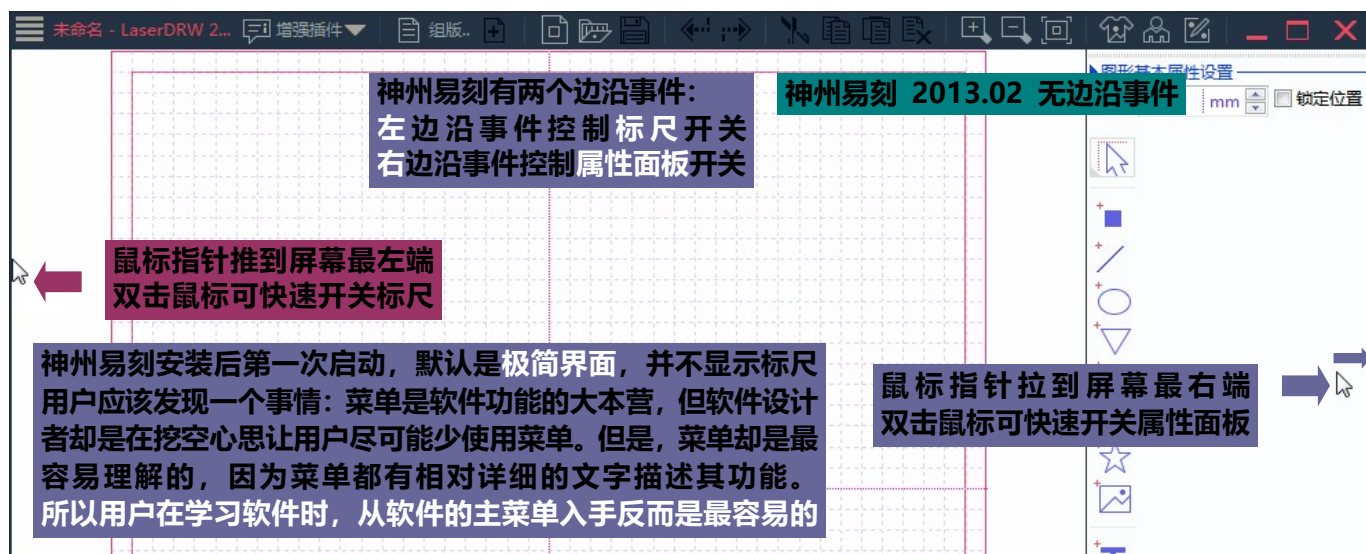 未命名 - LaserDRW 2... 增强插件 组版..
图形基本属性设置
mm 锁定位置
神州易刻有两个边沿事件：
左边沿事件控制标尺开关
右边沿事件控制属性面板开关
神州易刻 2013.02 无边沿事件
鼠标指针推到屏幕最左端
双击鼠标可快速开关标尺
神州易刻安装后第一次启动，默认是极简界面，并不显示标尺
用户应该发现一个事情：菜单是软件功能的大本营，但软件设计
者却是在挖空心思让用户尽可能少使用菜单。但是，菜单却是最
容易理解的，因为菜单都有相对详细的文字描述其功能。
所以用户在学习软件时，从软件的主菜单入手反而是最容易的
鼠标指针拉到屏幕最右端
双击鼠标可快速开关属性面板